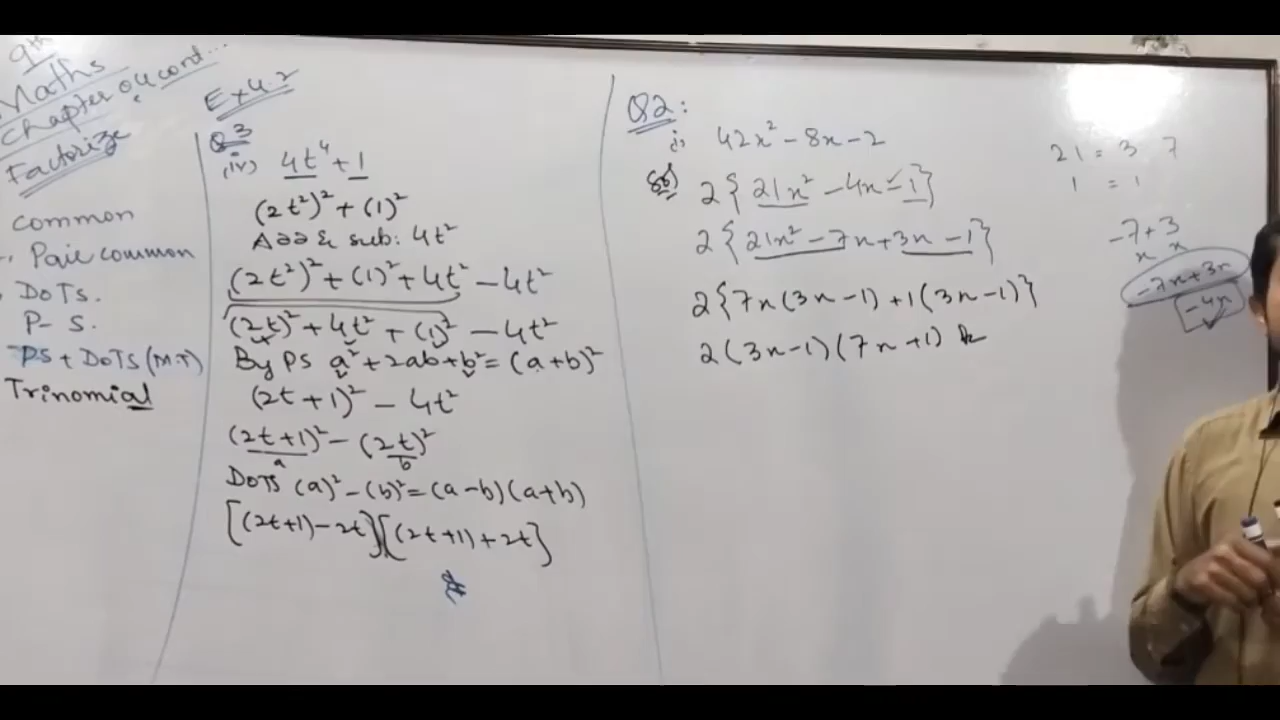 9th
Maths
Chapter 04 cont...
Factorize
Common
Pair common
DOTS.
P- S.
PS + DOTS (M.T)
Trinomial
Ex4.2
Q3
(iv) 4t⁴+1
(2t²)²+(1)²
Add & sub: 4t²
(2t²)²+(1)²+4t²-4t²
(2t)²+4t²+(1)²-4t²
By PS a²+2ab+b²=(a+b)²
(2t+1)²-4t²
(2t+1)²-(2t)²
a b
DOTS (a)²-(b)²=(a-b)(a+b)
[(2t+1)-2t][(2t+1)+2t]
Q2:
i) 42x²-8x-2
Sol) 2{21x²-4x-1}
2{21x²-7x+3x-1}
2{7x(3x-1)+1(3x-1)}
2(3x-1)(7x+1)
21 = 3 7
1 = 1
-7+3
x x
-7x+3x
-4x